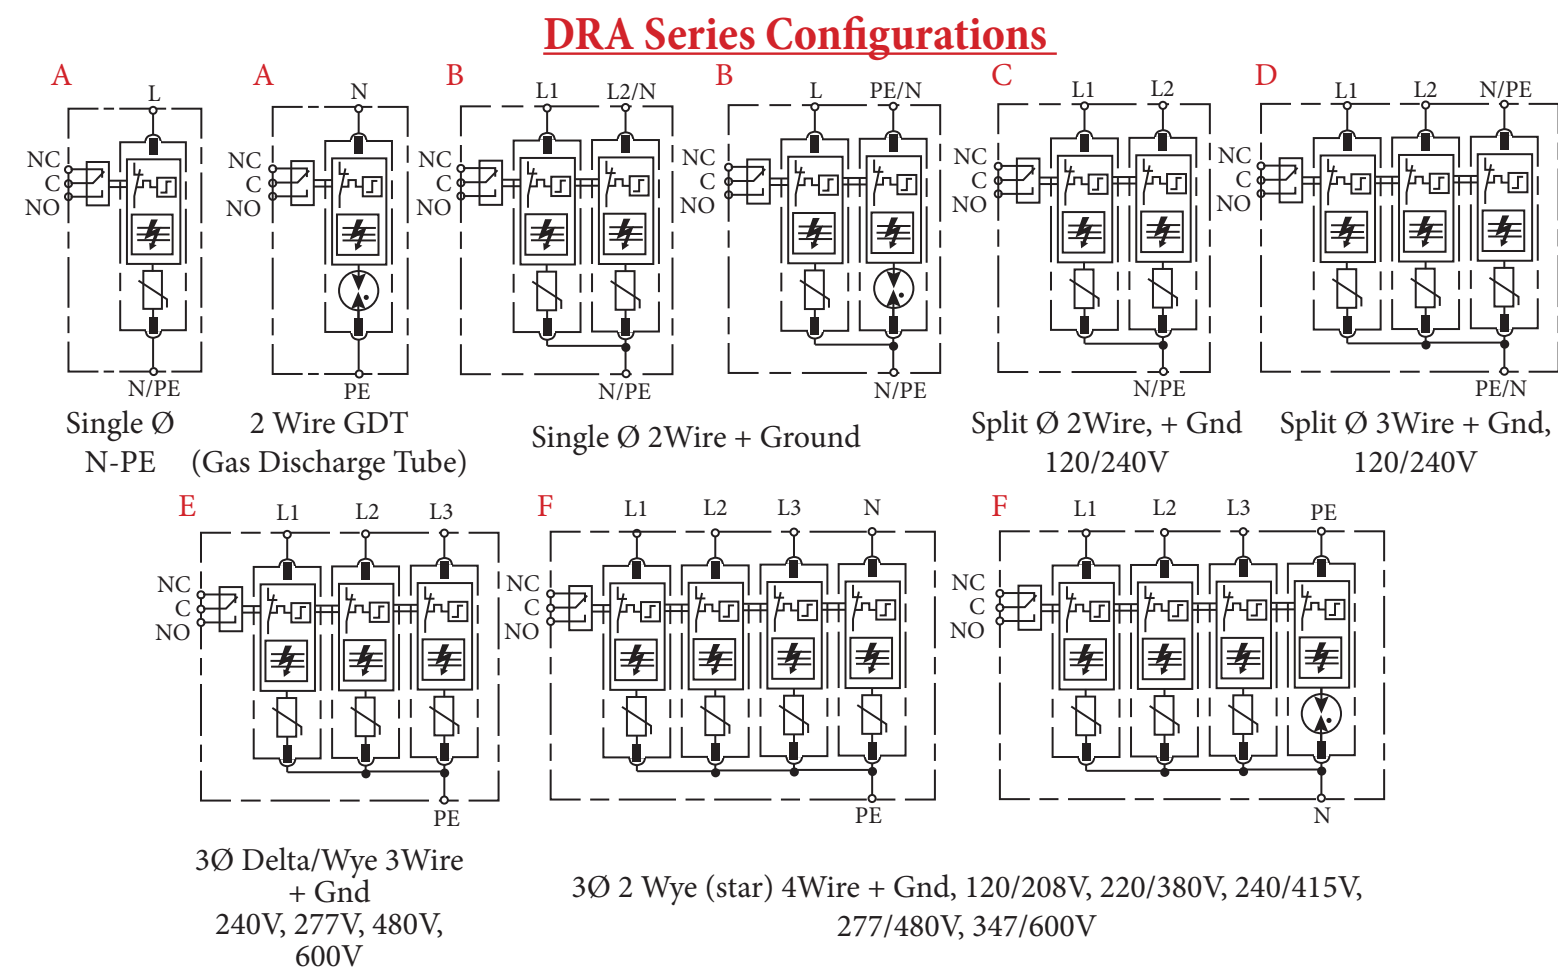 DRA Series Configurations
A
L
NC
C
NO
N/PE
Single Ø
N-PE
A
N
NC
C
NO
PE
2 Wire GDT
(Gas Discharge Tube)
B
L1
L2/N
NC
C
NO
N/PE
B
L
PE/N
NC
C
NO
N/PE
Single Ø 2Wire + Ground
C
L1
L2
NC
C
NO
N/PE
Split Ø 2Wire, + Gnd
120/240V
D
L1
L2
N/PE
NC
C
NO
PE/N
Split Ø 3Wire + Gnd,
120/240V
E
L1
L2
L3
NC
C
NO
PE
3Ø Delta/Wye 3Wire
+ Gnd
240V, 277V, 480V,
600V
F
L1
L2
L3
N
NC
C
NO
PE
F
L1
L2
L3
PE
NC
C
NO
N
3Ø 2 Wye (star) 4Wire + Gnd, 120/208V, 220/380V, 240/415V,
277/480V, 347/600V